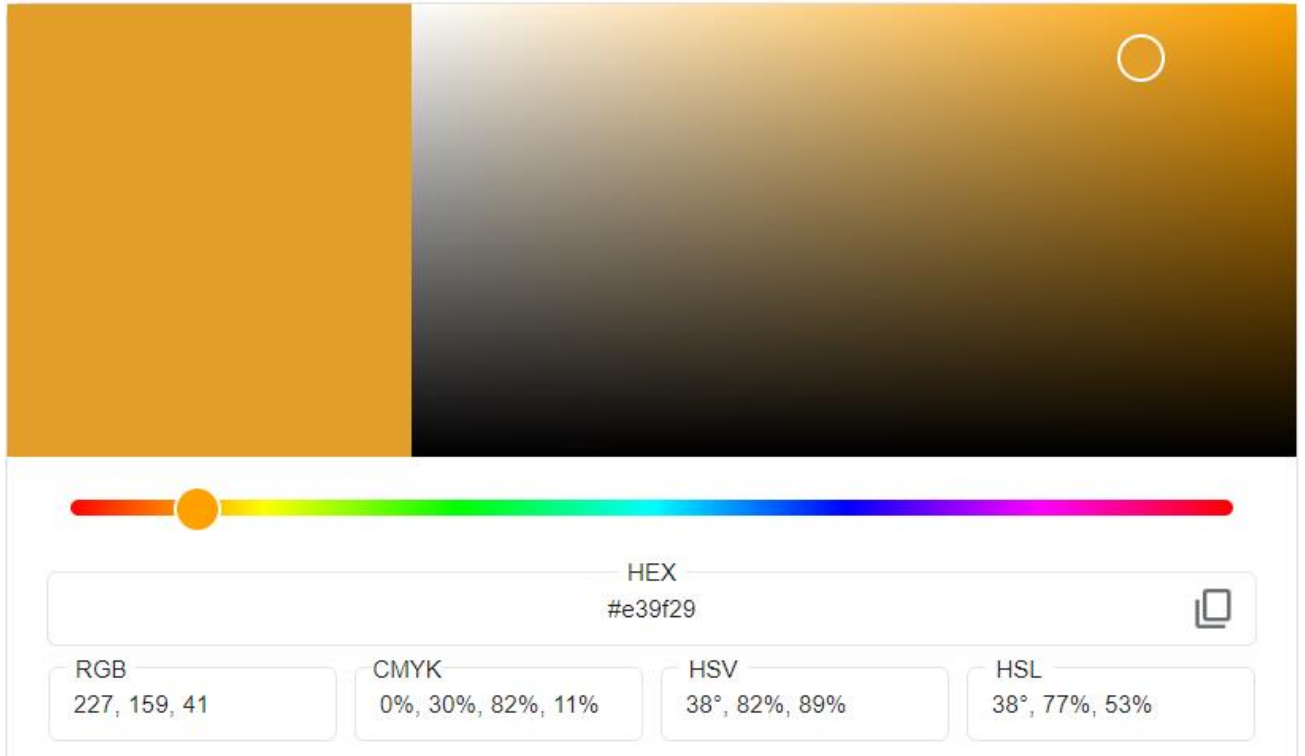 HEX
#e39f29
RGB
227, 159, 41
CMYK
0%, 30%, 82%, 11%
HSV
38°, 82%, 89%
HSL
38°, 77%, 53%